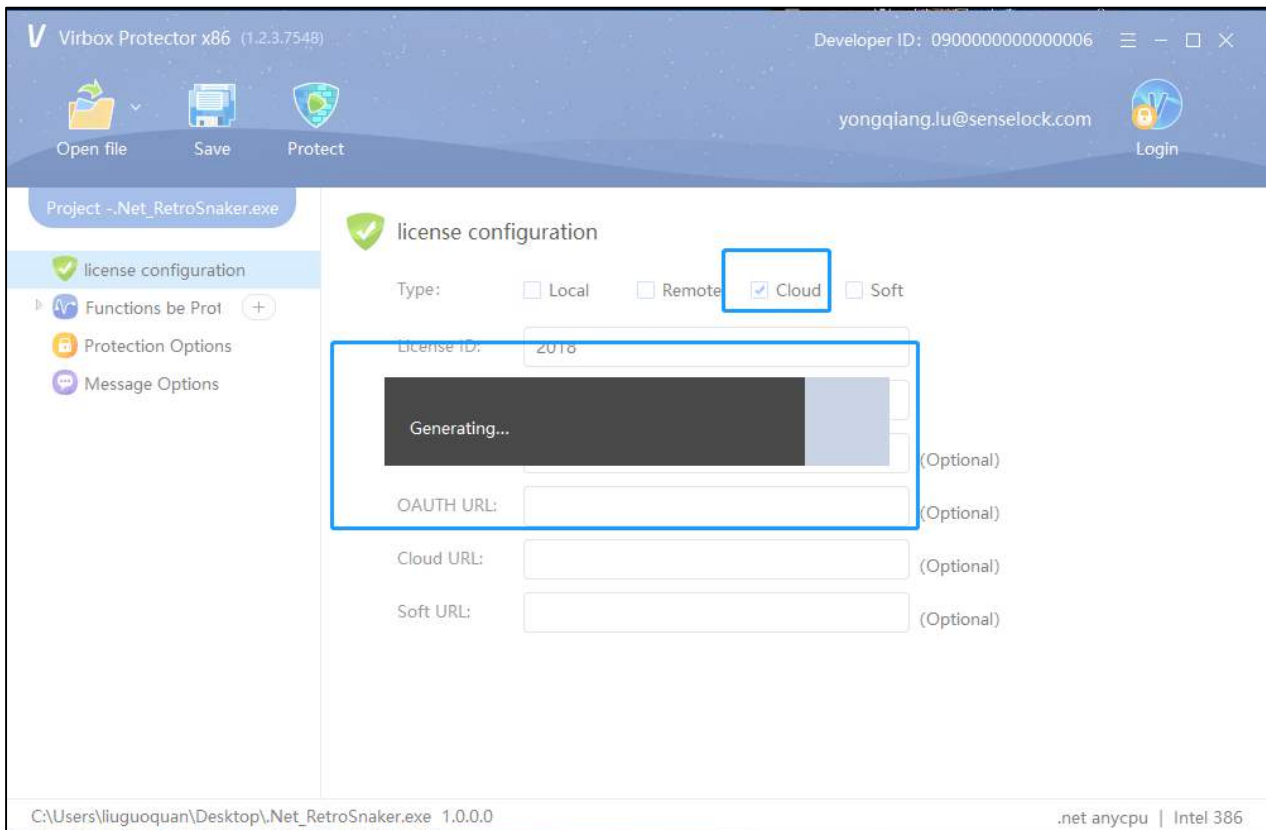 V Virbox Protector x86 (1.2.3.7548)
Developer ID: 0900000000000006
Open file
Save
Protect
yongqiang.lu@senselock.com
Login
Project -.Net_RetroSnaker.exe
license configuration
Functions be Prot
Protection Options
Message Options
license configuration
Type: Local Remote Cloud Soft
License ID: 2018
Generating...
(Optional)
OAUTH URL: (Optional)
Cloud URL: (Optional)
Soft URL: (Optional)
C:\Users\liuguoquan\Desktop\.Net_RetroSnaker.exe 1.0.0.0
.net anycpu | Intel 386